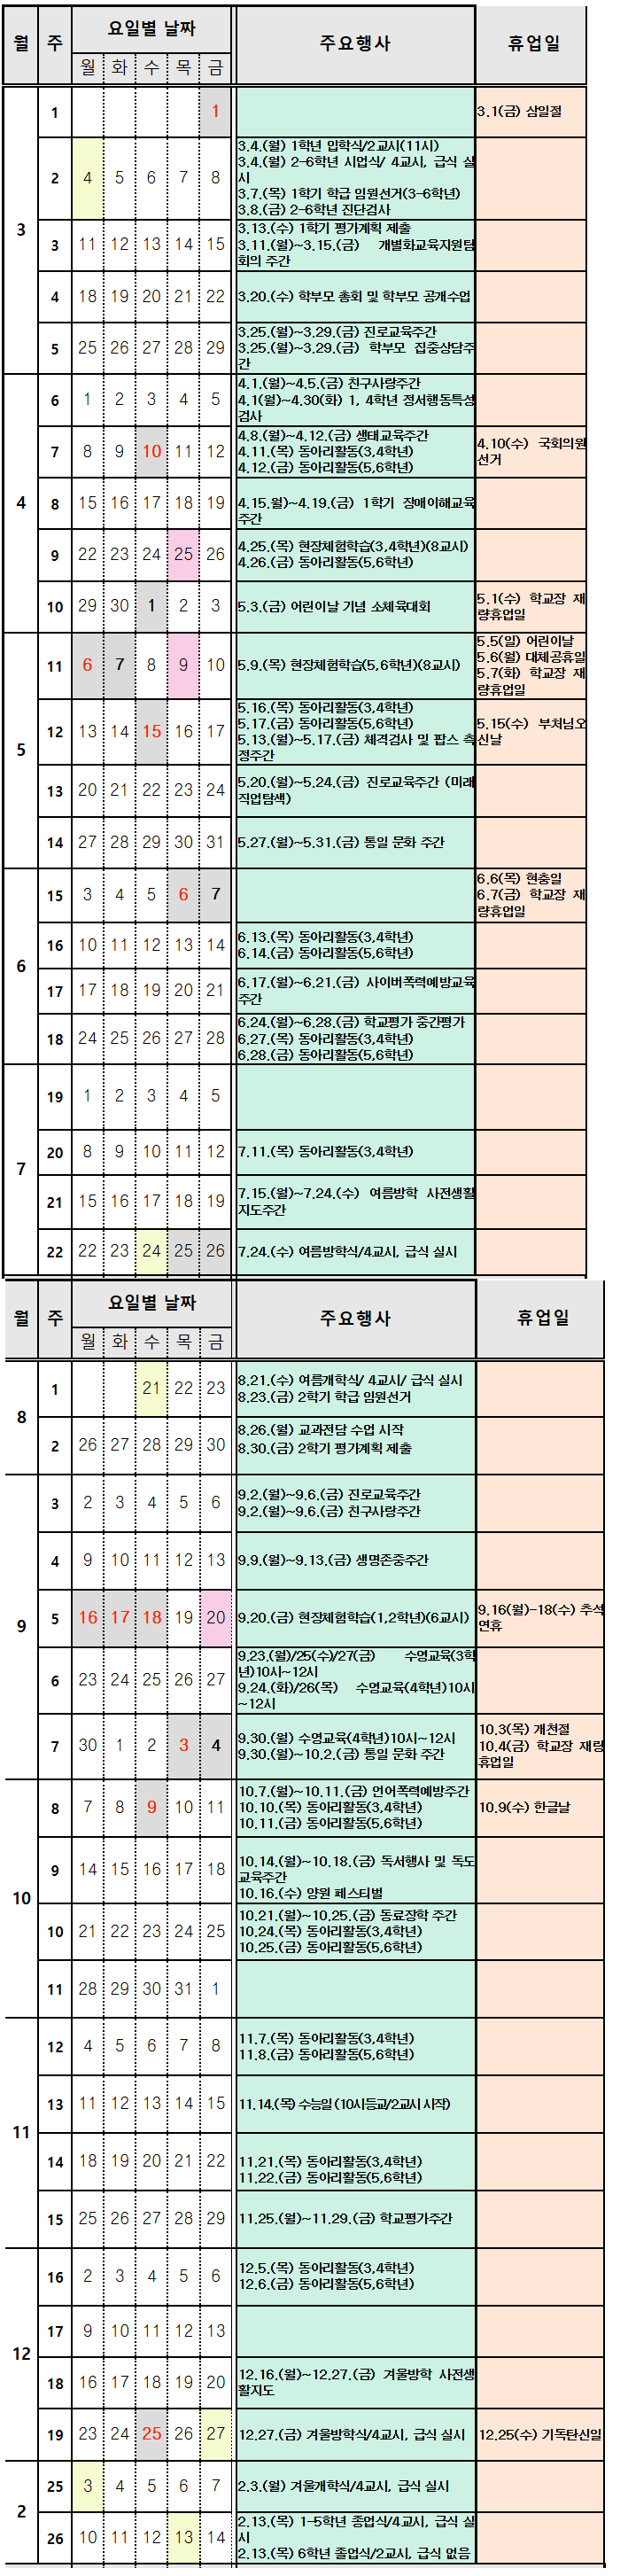 월 주 요일별 날짜 주요행사 휴업일
월 화 수 목 금
3
1 1 3.1(금) 삼일절
2 4 5 6 7 8
3.4.(월) 1학년 입학식/2교시(11시)
3.4.(월) 2-6학년 시업식/ 4교시, 급식 실
시
3.7.(목) 1학기 학급 임원선거(3-6학년)
3.8.(금) 2-6학년 진단검사
3 11 12 13 14 15
3.13.(수) 1학기 평가계획 제출
3.11.(월)~3.15.(금) 개별화교육지원팀
회의 주간
4 18 19 20 21 22
3.20.(수) 학부모 총회 및 학부모 공개수업
5 25 26 27 28 29
3.25.(월)~3.29.(금) 진로교육주간
3.25.(월)~3.29.(금) 학부모 집중상담주
간
4
6 1 2 3 4 5
4.1.(월)~4.5.(금) 친구사랑주간
4.1(월)~4.30(화) 1, 4학년 정서행동특성
검사
7 8 9 10 11 12
4.8.(월)~4.12.(금) 생태교육주간
4.11.(목) 동아리활동(3,4학년)
4.12.(금) 동아리활동(5,6학년)
4.10(수) 국회의원
선거
8 15 16 17 18 19
4.15.월)~4.19.(금) 1학기 장애이해교육
주간
9 22 23 24 25 26
4.25.(목) 현장체험학습(3,4학년)(8교시)
4.26.(금) 동아리활동(5,6학년)
10 29 30 1 2 3
5.3.(금) 어린이날 기념 소체육대회
5.1(수) 학교장 재
량휴업일
5
11 6 7 8 9 10
5.9.(목) 현장체험학습(5,6학년)(8교시)
5.5(일) 어린이날
5.6(월) 대체공휴일
5.7(화) 학교장 재
량휴업일
12 13 14 15 16 17
5.16.(목) 동아리활동(3,4학년)
5.17.(금) 동아리활동(5,6학년)
5.13.(월)~5.17.(금) 체격검사 및 팝스 측
정주간
5.15(수) 부처님오
신날
13 20 21 22 23 24
5.20.(월)~5.24.(금) 진로교육주간 (미래
직업탐색)
14 27 28 29 30 31
5.27.(월)~5.31.(금) 통일 문화 주간
6
15 3 4 5 6 7
6.6(목) 현충일
6.7(금) 학교장 재
량휴업일
16 10 11 12 13 14
6.13.(목) 동아리활동(3,4학년)
6.14.(금) 동아리활동(5,6학년)
17 17 18 19 20 21
6.17.(월)~6.21.(금) 사이버폭력예방교육
주간
18 24 25 26 27 28
6.24.(월)~6.28.(금) 학교평가 중간평가
6.27.(목) 동아리활동(3,4학년)
6.28.(금) 동아리활동(5,6학년)
7
19 1 2 3 4 5
20 8 9 10 11 12
7.11.(목) 동아리활동(3,4학년)
21 15 16 17 18 19
7.15.(월)~7.24.(수) 여름방학 사전생활
지도주간
22 22 23 24 25 26
7.24.(수) 여름방학식/4교시, 급식 실시
월 주 요일별 날짜 주요행사 휴업일
월 화 수 목 금
8
1 21 22 23
8.21.(수) 여름개학식/ 4교시/ 급식 실시
8.23.(금) 2학기 학급 임원선거
2 26 27 28 29 30
8.26.(월) 교과전담 수업 시작
8.30.(금) 2학기 평가계획 제출
9
3 2 3 4 5 6
9.2.(월)~9.6.(금) 진로교육주간
9.2.(월)~9.6.(금) 친구사랑주간
4 9 10 11 12 13
9.9.(월)~9.13.(금) 생명존중주간
5 16 17 18 19 20
9.20.(금) 현장체험학습(1,2학년)(6교시)
9.16(월)-18(수) 추석
연휴
6 23 24 25 26 27
9.23.(월)/25(수)/27(금) 수영교육(3학
년)10시~12시
9.24.(화)/26(목) 수영교육(4학년)10시
~12시
7 30 1 2 3 4
9.30.(월) 수영교육(4학년)10시~12시
9.30.(월)~10.2.(금) 통일 문화 주간
10.3(목) 개천절
10.4(금) 학교장 재량
휴업일
10
8 7 8 9 10 11
10.7.(월)~10.11.(금) 언어폭력예방주간
10.10.(목) 동아리활동(3,4학년)
10.11.(금) 동아리활동(5,6학년)
10.9(수) 한글날
9 14 15 16 17 18
10.14.(월)~10.18.(금) 독서행사 및 독도
교육주간
10.16.(수) 양원 페스티벌
10 21 22 23 24 25
10.21.(월)~10.25.(금) 동료장학 주간
10.24.(목) 동아리활동(3,4학년)
10.25.(금) 동아리활동(5,6학년)
11 28 29 30 31 1
11
12 4 5 6 7 8
11.7.(목) 동아리활동(3,4학년)
11.8.(금) 동아리활동(5,6학년)
13 11 12 13 14 15
11.14.(목) 수능일 (10시등교/2교시 시작)
14 18 19 20 21 22
11.21.(목) 동아리활동(3,4학년)
11.22.(금) 동아리활동(5,6학년)
15 25 26 27 28 29
11.25.(월)~11.29.(금) 학교평가주간
12
16 2 3 4 5 6
12.5.(목) 동아리활동(3,4학년)
12.6.(금) 동아리활동(5,6학년)
17 9 10 11 12 13
18 16 17 18 19 20
12.16.(월)~12.27.(금) 겨울방학 사전생
활지도
19 23 24 25 26 27
12.27.(금) 겨울방학식/4교시, 급식 실시
12.25(수) 기독탄신일
2
25 3 4 5 6 7
2.3.(월) 겨울개학식/4교시, 급식 실시
26 10 11 12 13 14
2.13.(목) 1-5학년 종업식/4교시, 급식 실
시
2.13.(목) 6학년 졸업식/2교시, 급식 없음